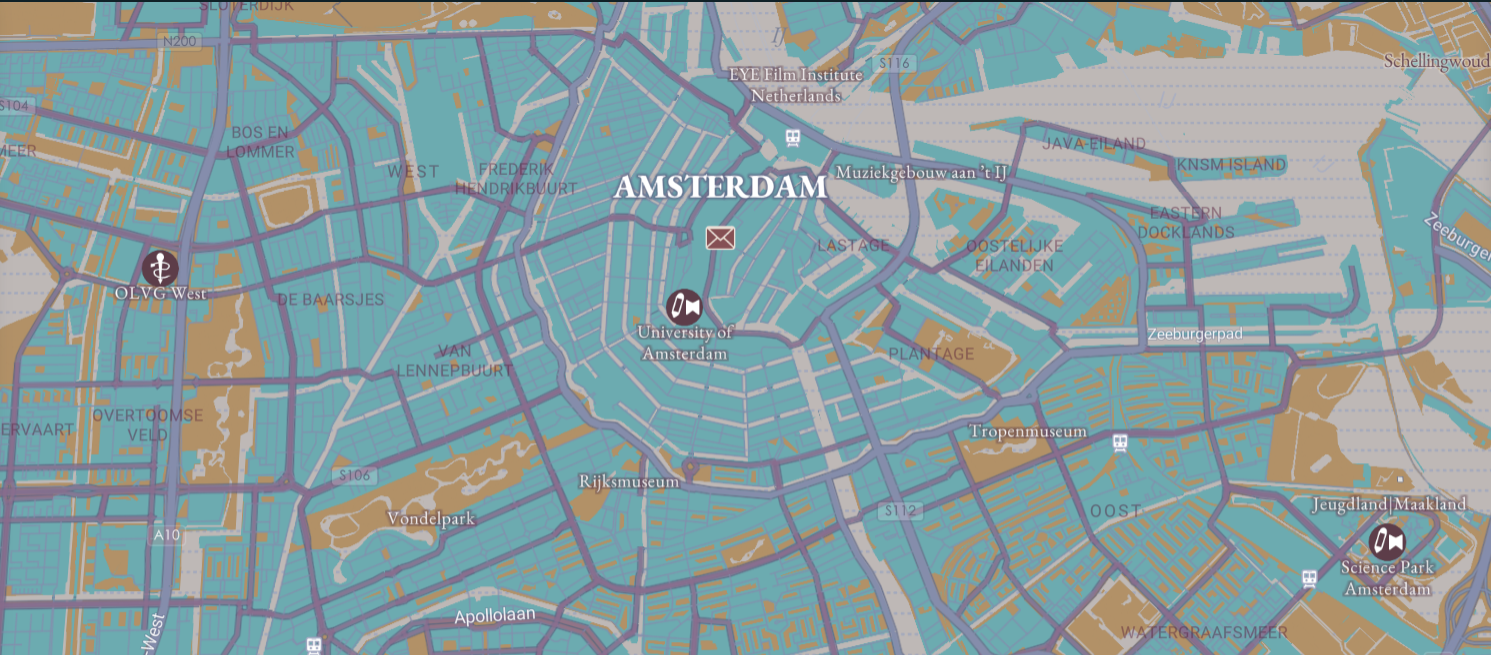 SLOTERDIJK
N200
IJ
S116
EYE Film Institute
Netherlands
Schellingwoud
S104
IJ
BOS EN
LOMMER
MEER
JAVA-EILAND
WEST
FREDERIK
HENDRIKBUURT
KNSM ISLAND
Muziekgebouw aan 't IJ
AMSTERDAM
EASTERN
DOCKLANDS
LASTAGE
OOSTELIJKE
EILANDEN
Zeeburger
OLVG West
DE BAARSJES
University of
Amsterdam
Zeeburgerpad
PLANTAGE
VAN
LENNEPBUURT
OVERTOOMSE
VELD
ERVAART
Tropenmuseum
S106
Rijksmuseum
Vondelpark
S112
OOST
Jeugdland|Maakland
A10
Science Park
Amsterdam
Apollolaan
-West
WATERGRAAFSMEER